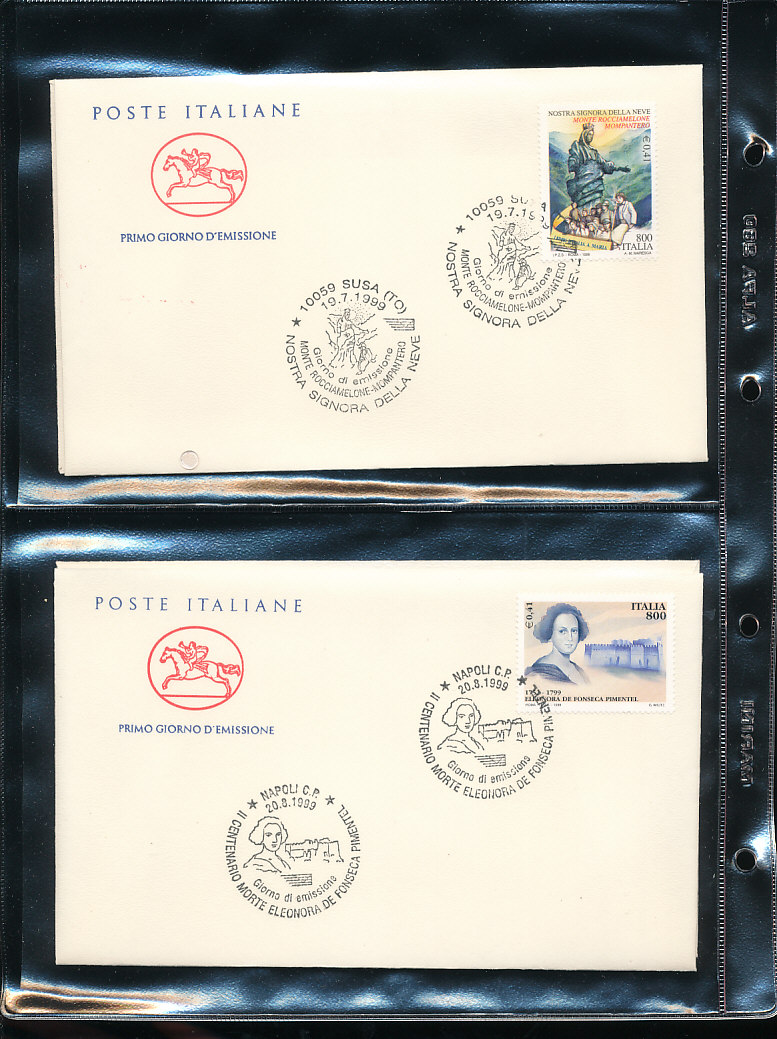 POSTE ITALIANE
PRIMO GIORNO D'EMISSIONE
NOSTRA SIGNORA DELLA NEVE
MONTE ROCCIAMELONE
MOMPANTERO
€ 0,41
800
ITALIA
10059 SUSA
19.7.1999
Giorno di emissione
MONTE ROCCIAMELONE-MOMPANTERO
NOSTRA SIGNORA DELLA NEVE
★ 10059 SUSA (TO)
19.7.1999
Giorno di emissione
MONTE ROCCIAMELONE-MOMPANTERO
NOSTRA SIGNORA DELLA NEVE
POSTE ITALIANE
PRIMO GIORNO D'EMISSIONE
€ 0,41
ITALIA
800
1799
ELEONORA DE FONSECA PIMENTEL
★ NAPOLI C.P. ★
20.8.1999
Giorno di emissione
II CENTENARIO MORTE ELEONORA DE FONSECA PIMENTEL
★ NAPOLI C.P. ★
20.8.1999
Giorno di emissione
II CENTENARIO MORTE ELEONORA DE FONSECA PIMENTEL
MARINI